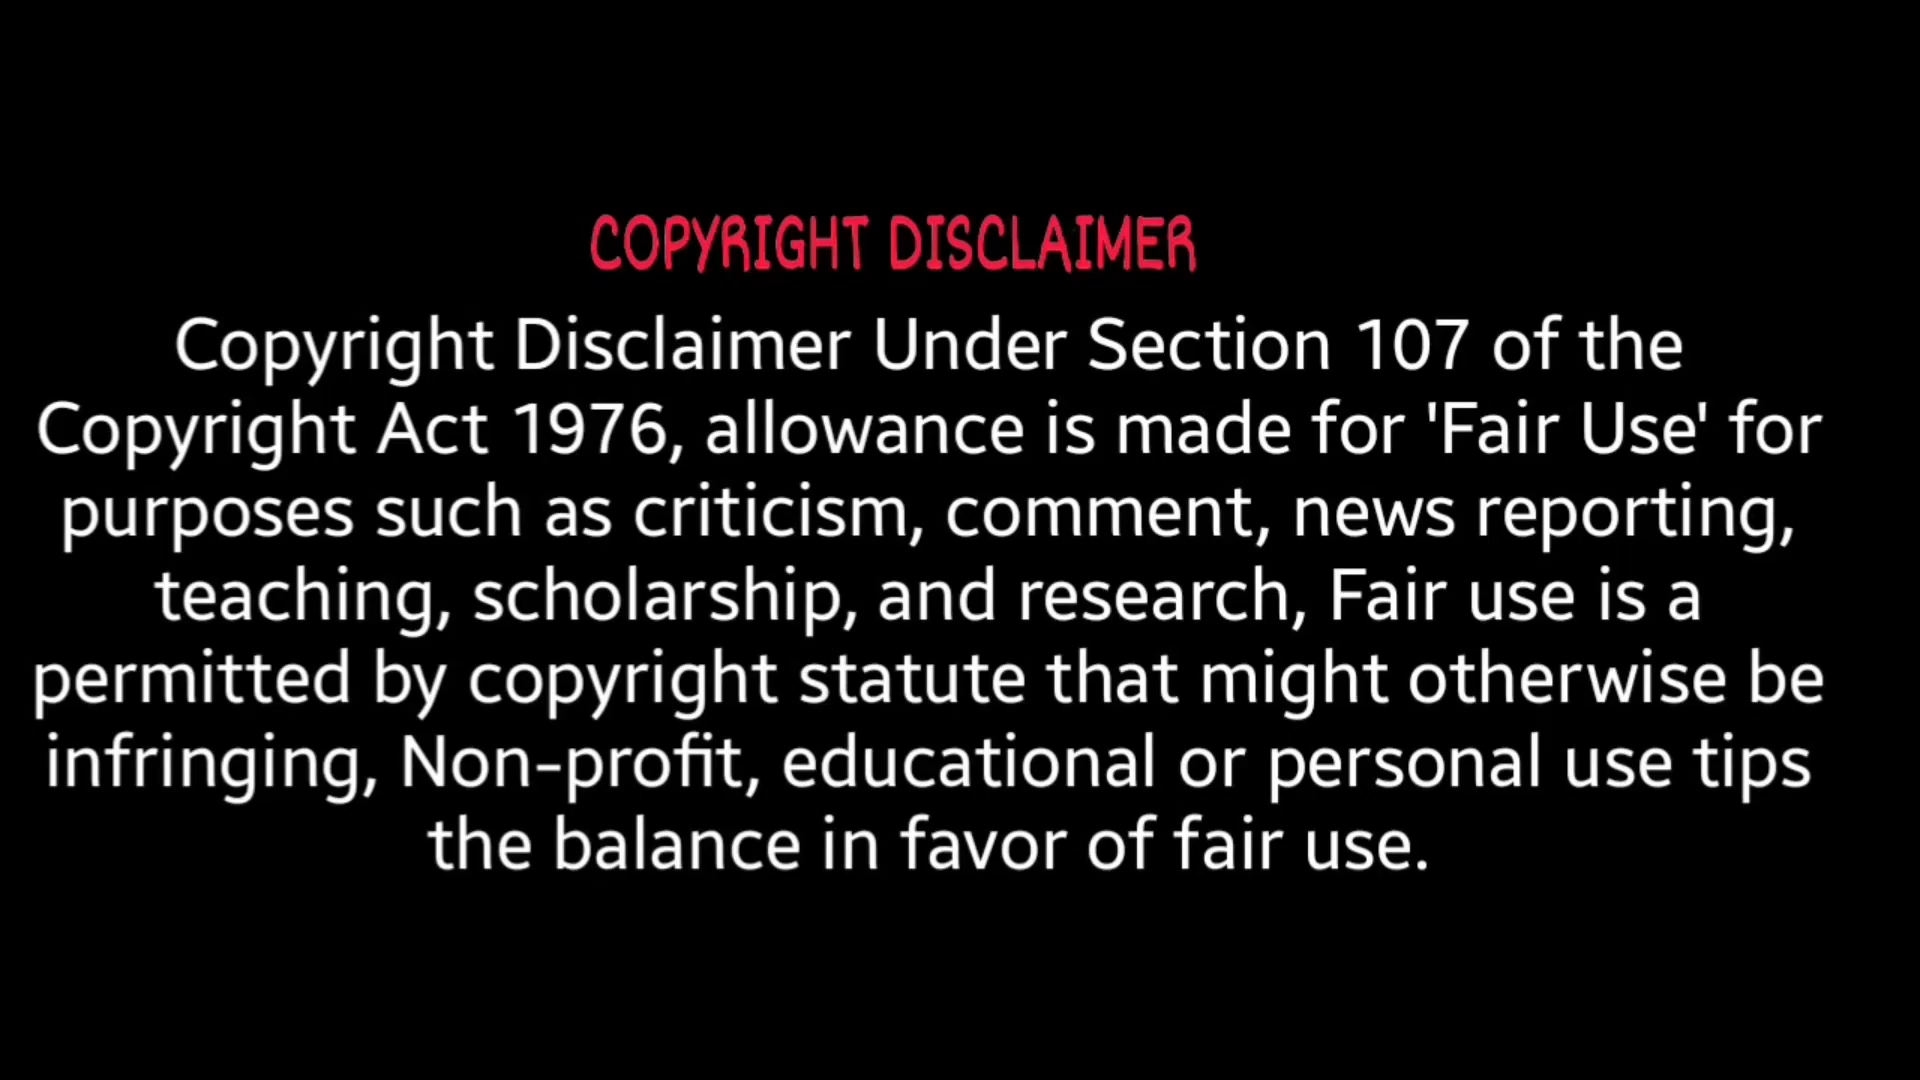 COPYRIGHT DISCLAIMER
Copyright Disclaimer Under Section 107 of the
Copyright Act 1976, allowance is made for 'Fair Use' for
purposes such as criticism, comment, news reporting,
teaching, scholarship, and research, Fair use is a
permitted by copyright statute that might otherwise be
infringing, Non-profit, educational or personal use tips
the balance in favor of fair use.